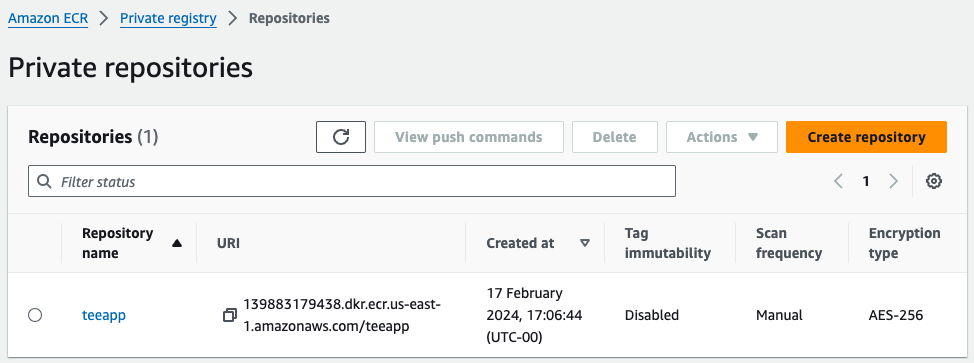 Amazon ECR > Private registry > Repositories
Private repositories
Repositories (1)
View push commands
Delete
Actions
Create repository
Filter status
1
Repository
name
URI
Created at
Tag
immutability
Scan
frequency
Encryption
type
teeapp
139883179438.dkr.ecr.us-east-
1.amazonaws.com/teeapp
17 February
2024, 17:06:44
(UTC-00)
Disabled
Manual
AES-256